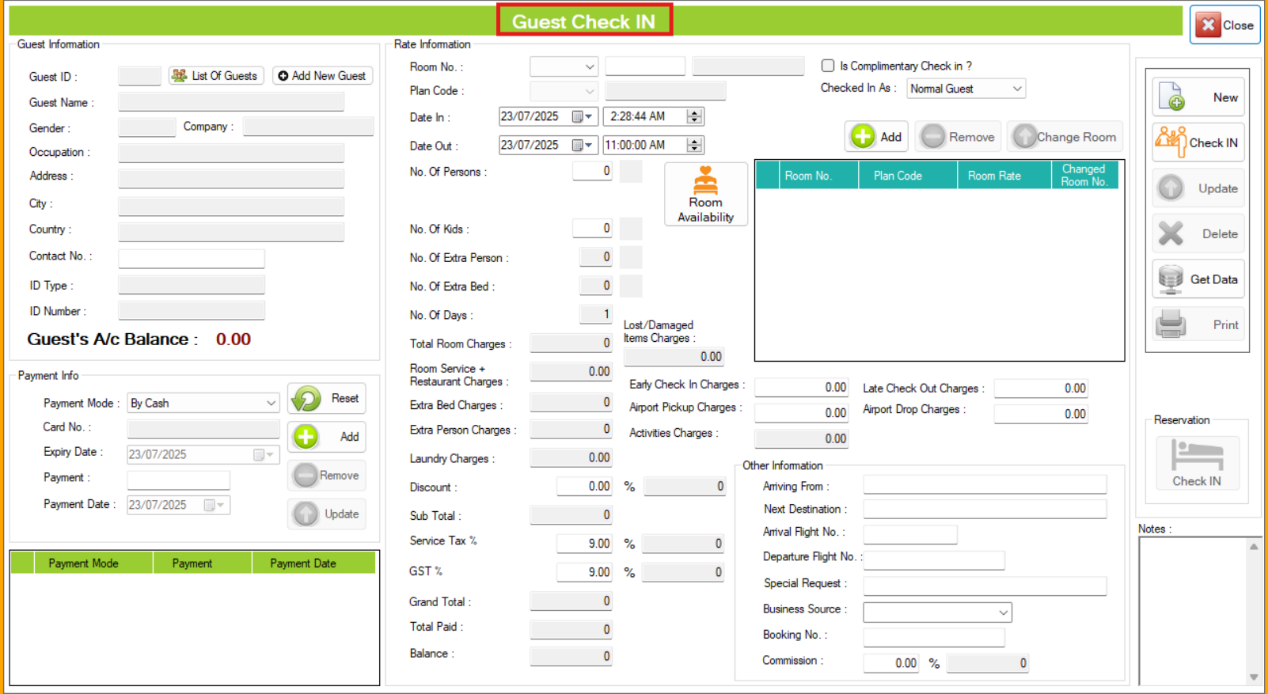 Guest Check IN
Close
Guest Information
Guest ID :
List Of Guests
Add New Guest
Guest Name :
Gender :
Company :
Occupation :
Address :
City :
Country :
Contact No. :
ID Type :
ID Number :
Guest's A/c Balance : 0.00
Payment Info
Payment Mode : By Cash
Card No. :
Expiry Date : 23/07/2025
Payment :
Payment Date : 23/07/2025
Reset
Add
Remove
Update
Payment Mode Payment Payment Date
Rate Information
Room No. :
Plan Code :
Date In : 23/07/2025 2:28:44 AM
Date Out : 23/07/2025 11:00:00 AM
No. Of Persons : 0
Room
Availability
No. Of Kids : 0
No. Of Extra Person : 0
No. Of Extra Bed : 0
No. Of Days : 1
Total Room Charges : 0
Room Service +
Restaurant Charges : 0.00
Extra Bed Charges : 0
Extra Person Charges : 0
Laundry Charges : 0.00
Discount : 0.00 % 0
Sub Total : 0
Service Tax % 9.00 % 0
GST % 9.00 % 0
Grand Total : 0
Total Paid : 0
Balance : 0
Lost/Damaged
Items Charges :
0.00
Early Check In Charges : 0.00
Airport Pickup Charges : 0.00
Activities Charges : 0.00
Late Check Out Charges : 0.00
Airport Drop Charges : 0.00
Is Complimentary Check in ?
Checked In As : Normal Guest
Add
Remove
Change Room
Room No. Plan Code Room Rate Changed
Room No.
Other Information
Arriving From :
Next Destination :
Arrival Flight No. :
Departure Flight No. :
Special Request :
Business Source :
Booking No. :
Commission : 0.00 % 0
New
Check IN
Update
Delete
Get Data
Print
Reservation
Check IN
Notes :